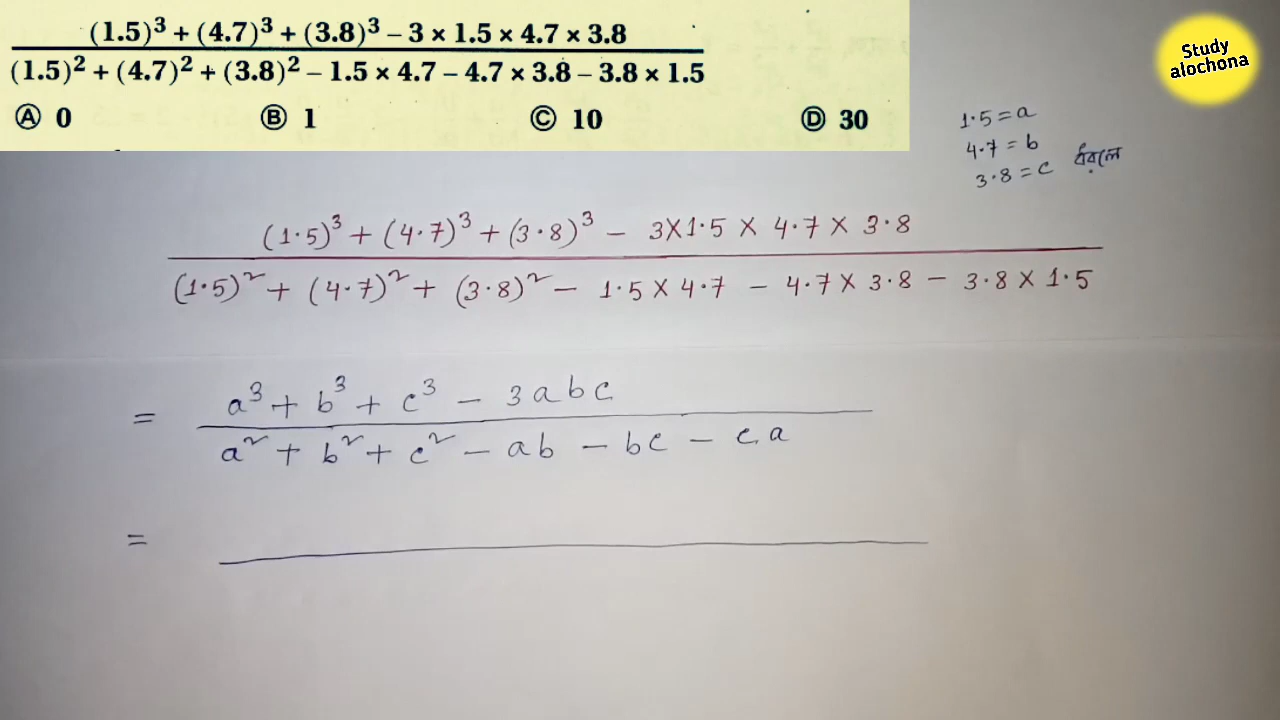 (1.5)³ + (4.7)³ + (3.8)³ – 3 × 1.5 × 4.7 × 3.8
(1.5)² + (4.7)² + (3.8)² – 1.5 × 4.7 – 4.7 × 3.8 – 3.8 × 1.5
Ⓐ 0 Ⓑ 1 Ⓒ 10 Ⓓ 30
Study
alochona
1.5 = a
4.7 = b ধরলে
3.8 = c
(1.5)³ + (4.7)³ + (3.8)³ – 3×1.5 × 4.7 × 3.8
(1.5)² + (4.7)² + (3.8)² – 1.5 × 4.7 – 4.7 × 3.8 – 3.8 × 1.5
= a³ + b³ + c³ – 3abc
a² + b² + c² – ab – bc – ca
=